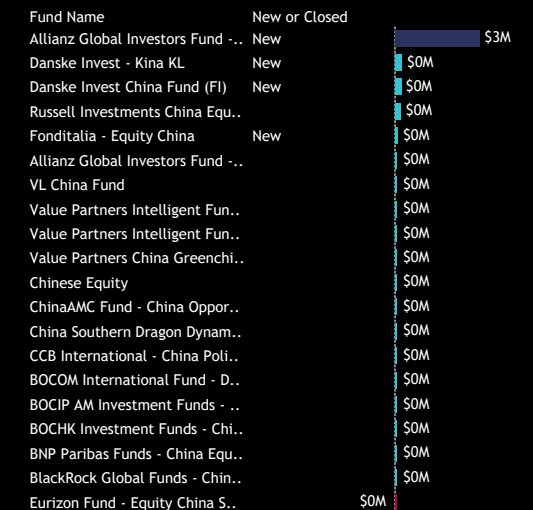 Fund Name New or Closed
Allianz Global Investors Fund -.. New $3M
Danske Invest - Kina KL New $0M
Danske Invest China Fund (FI) New $0M
Russell Investments China Equ.. $0M
Fonditalia - Equity China New $0M
Allianz Global Investors Fund -.. $0M
VL China Fund $0M
Value Partners Intelligent Fun.. $0M
Value Partners Intelligent Fun.. $0M
Value Partners China Greenchi.. $0M
Chinese Equity $0M
ChinaAMC Fund - China Oppor.. $0M
China Southern Dragon Dynam.. $0M
CCB International - China Poli.. $0M
BOCOM International Fund - D.. $0M
BOCIP AM Investment Funds - .. $0M
BOCHK Investment Funds - Chi.. $0M
BNP Paribas Funds - China Equ.. $0M
BlackRock Global Funds - Chin.. $0M
Eurizon Fund - Equity China S.. $0M